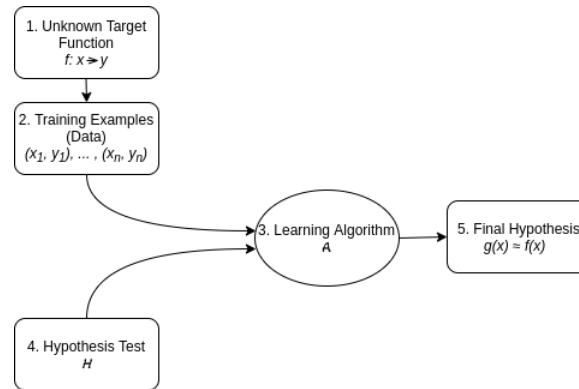 1. Unknown Target
Function
f: x→y
2. Training Examples
(Data)
(x₁, y₁), ... , (xₙ, yₙ)
3. Learning Algorithm
A
5. Final Hypothesis
g(x) ≈ f(x)
4. Hypothesis Test
H